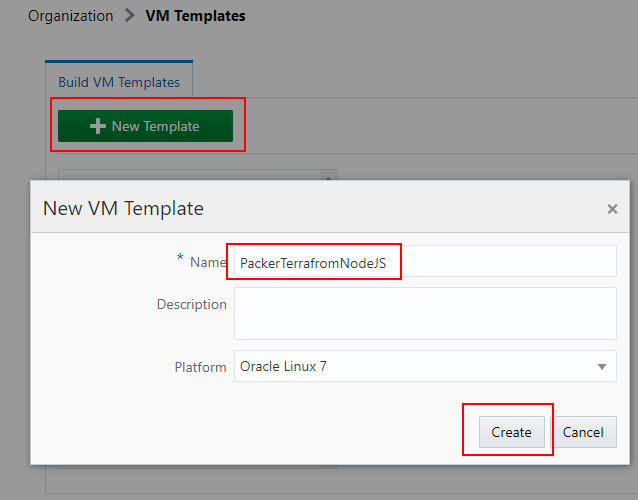 Organization > VM Templates
Build VM Templates
+ New Template
New VM Template ×
* Name PackerTerrafromNodeJS
Description
Platform Oracle Linux 7
Create Cancel